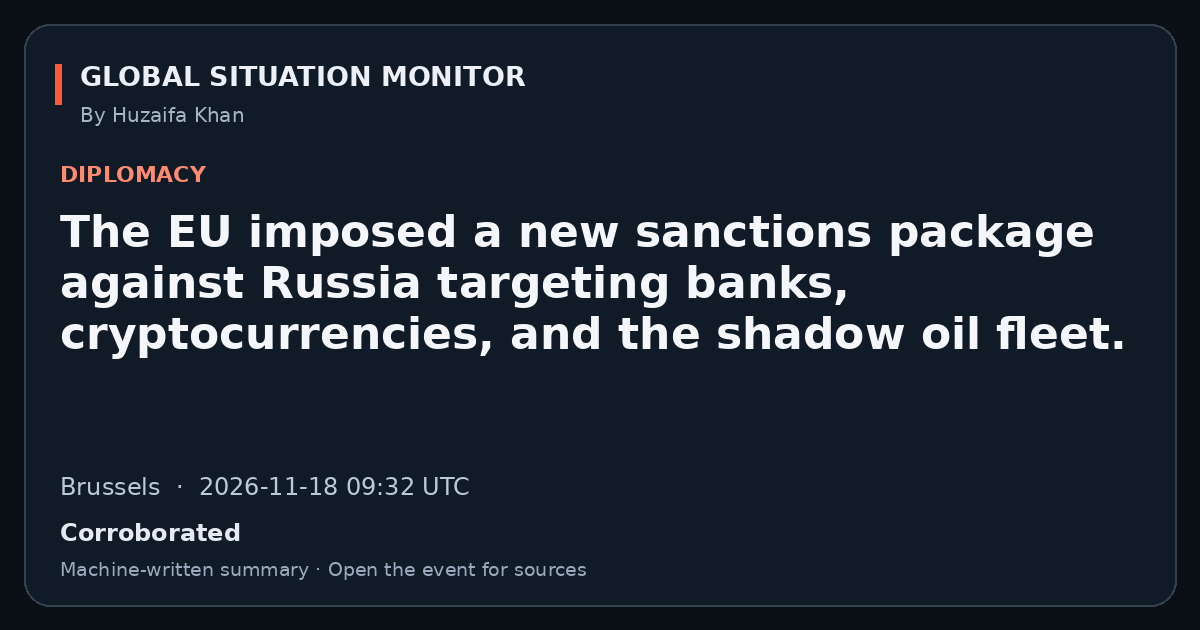 GLOBAL SITUATION MONITOR
By Huzaifa Khan
DIPLOMACY
The EU imposed a new sanctions package
against Russia targeting banks,
cryptocurrencies, and the shadow oil fleet.
Brussels · 2026-11-18 09:32 UTC
Corroborated
Machine-written summary · Open the event for sources